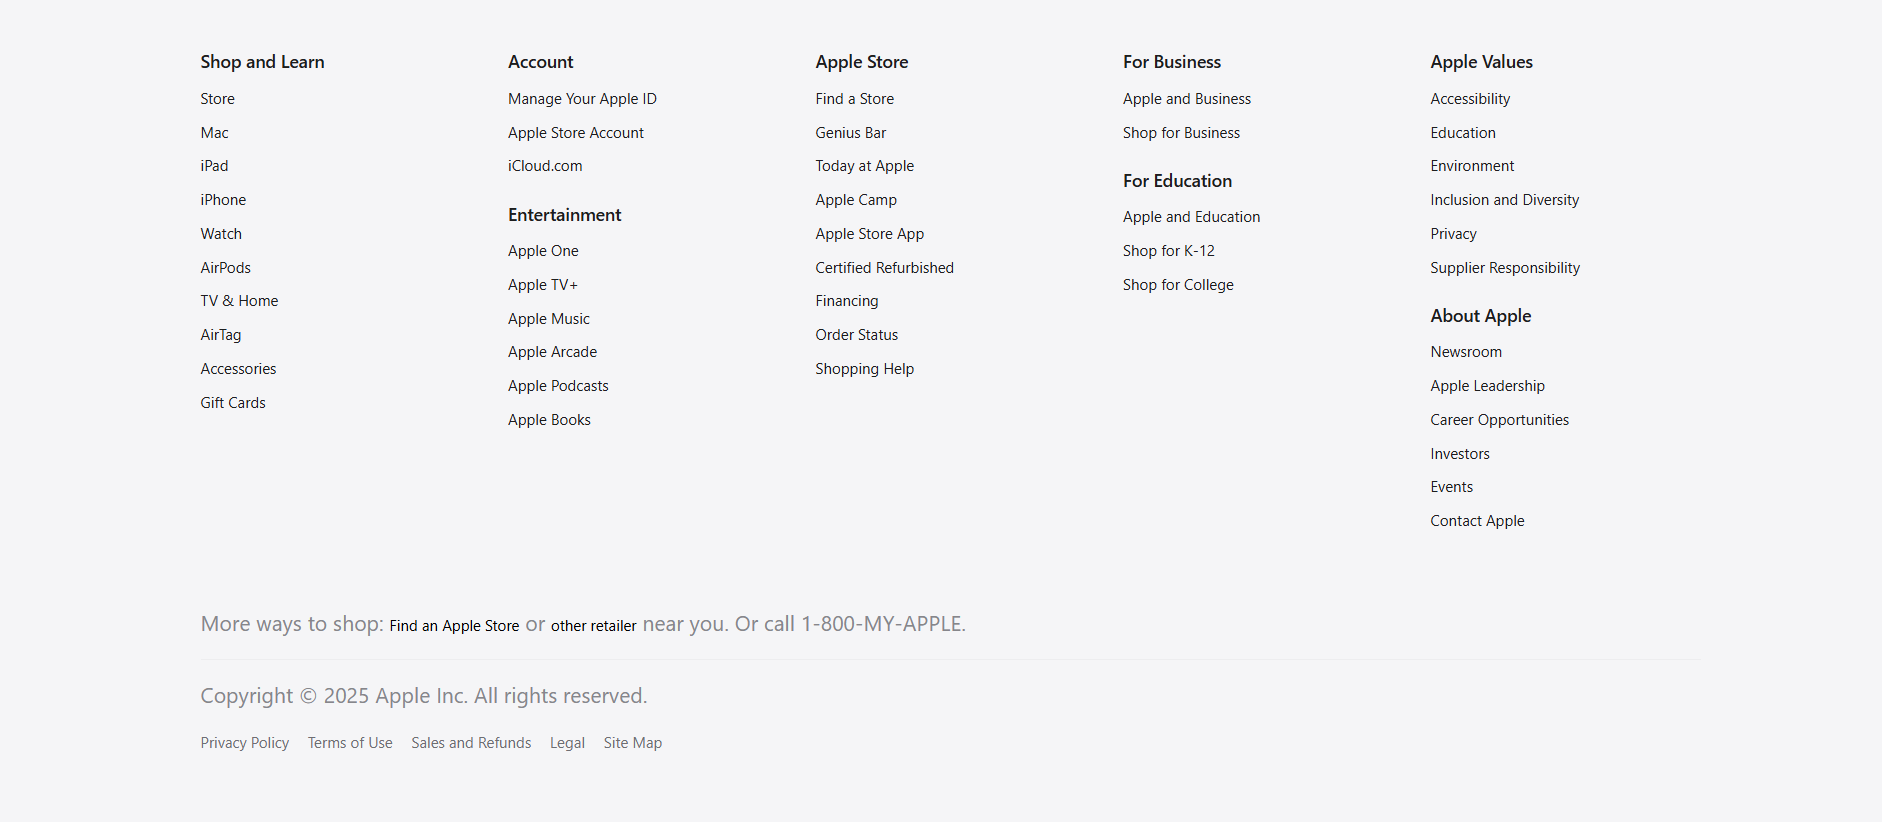 Shop and Learn
Store
Mac
iPad
iPhone
Watch
AirPods
TV & Home
AirTag
Accessories
Gift Cards
Account
Manage Your Apple ID
Apple Store Account
iCloud.com
Entertainment
Apple One
Apple TV+
Apple Music
Apple Arcade
Apple Podcasts
Apple Books
Apple Store
Find a Store
Genius Bar
Today at Apple
Apple Camp
Apple Store App
Certified Refurbished
Financing
Order Status
Shopping Help
For Business
Apple and Business
Shop for Business
For Education
Apple and Education
Shop for K-12
Shop for College
Apple Values
Accessibility
Education
Environment
Inclusion and Diversity
Privacy
Supplier Responsibility
About Apple
Newsroom
Apple Leadership
Career Opportunities
Investors
Events
Contact Apple
More ways to shop: Find an Apple Store or other retailer near you. Or call 1-800-MY-APPLE.
Copyright © 2025 Apple Inc. All rights reserved.
Privacy Policy Terms of Use Sales and Refunds Legal Site Map